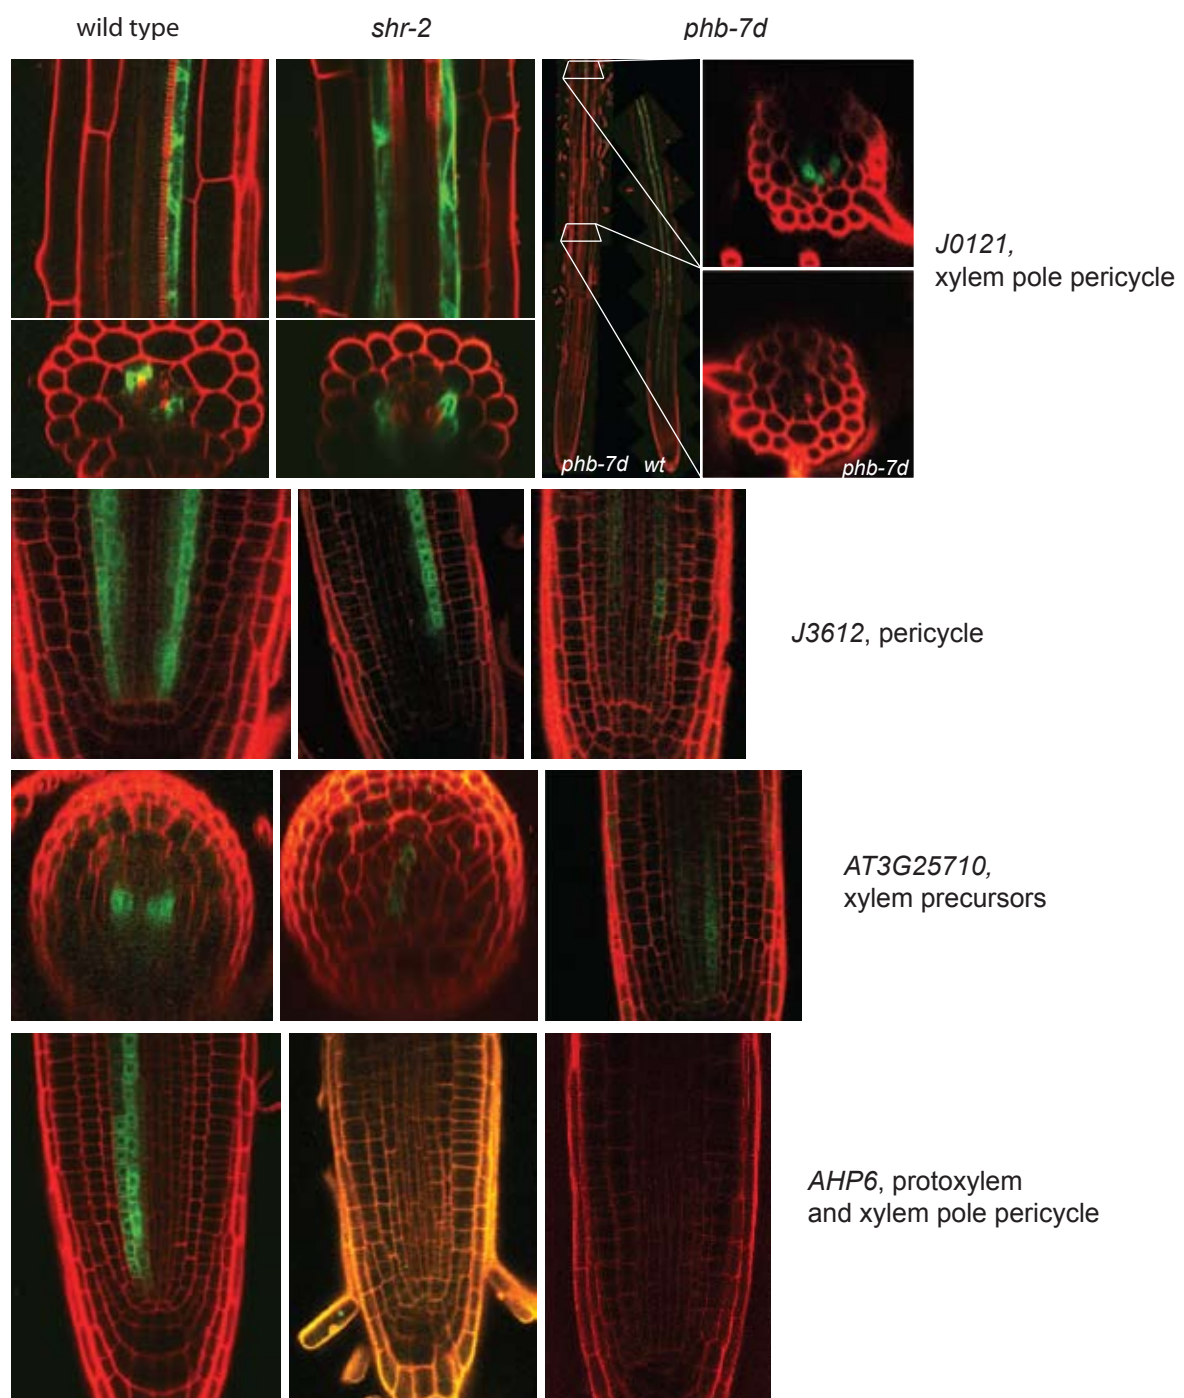 wild type
shr-2
phb-7d
J0121,
xylem pole pericycle
phb-7d
wt
phb-7d
J3612, pericycle
AT3G25710,
xylem precursors
AHP6, protoxylem
and xylem pole pericycle